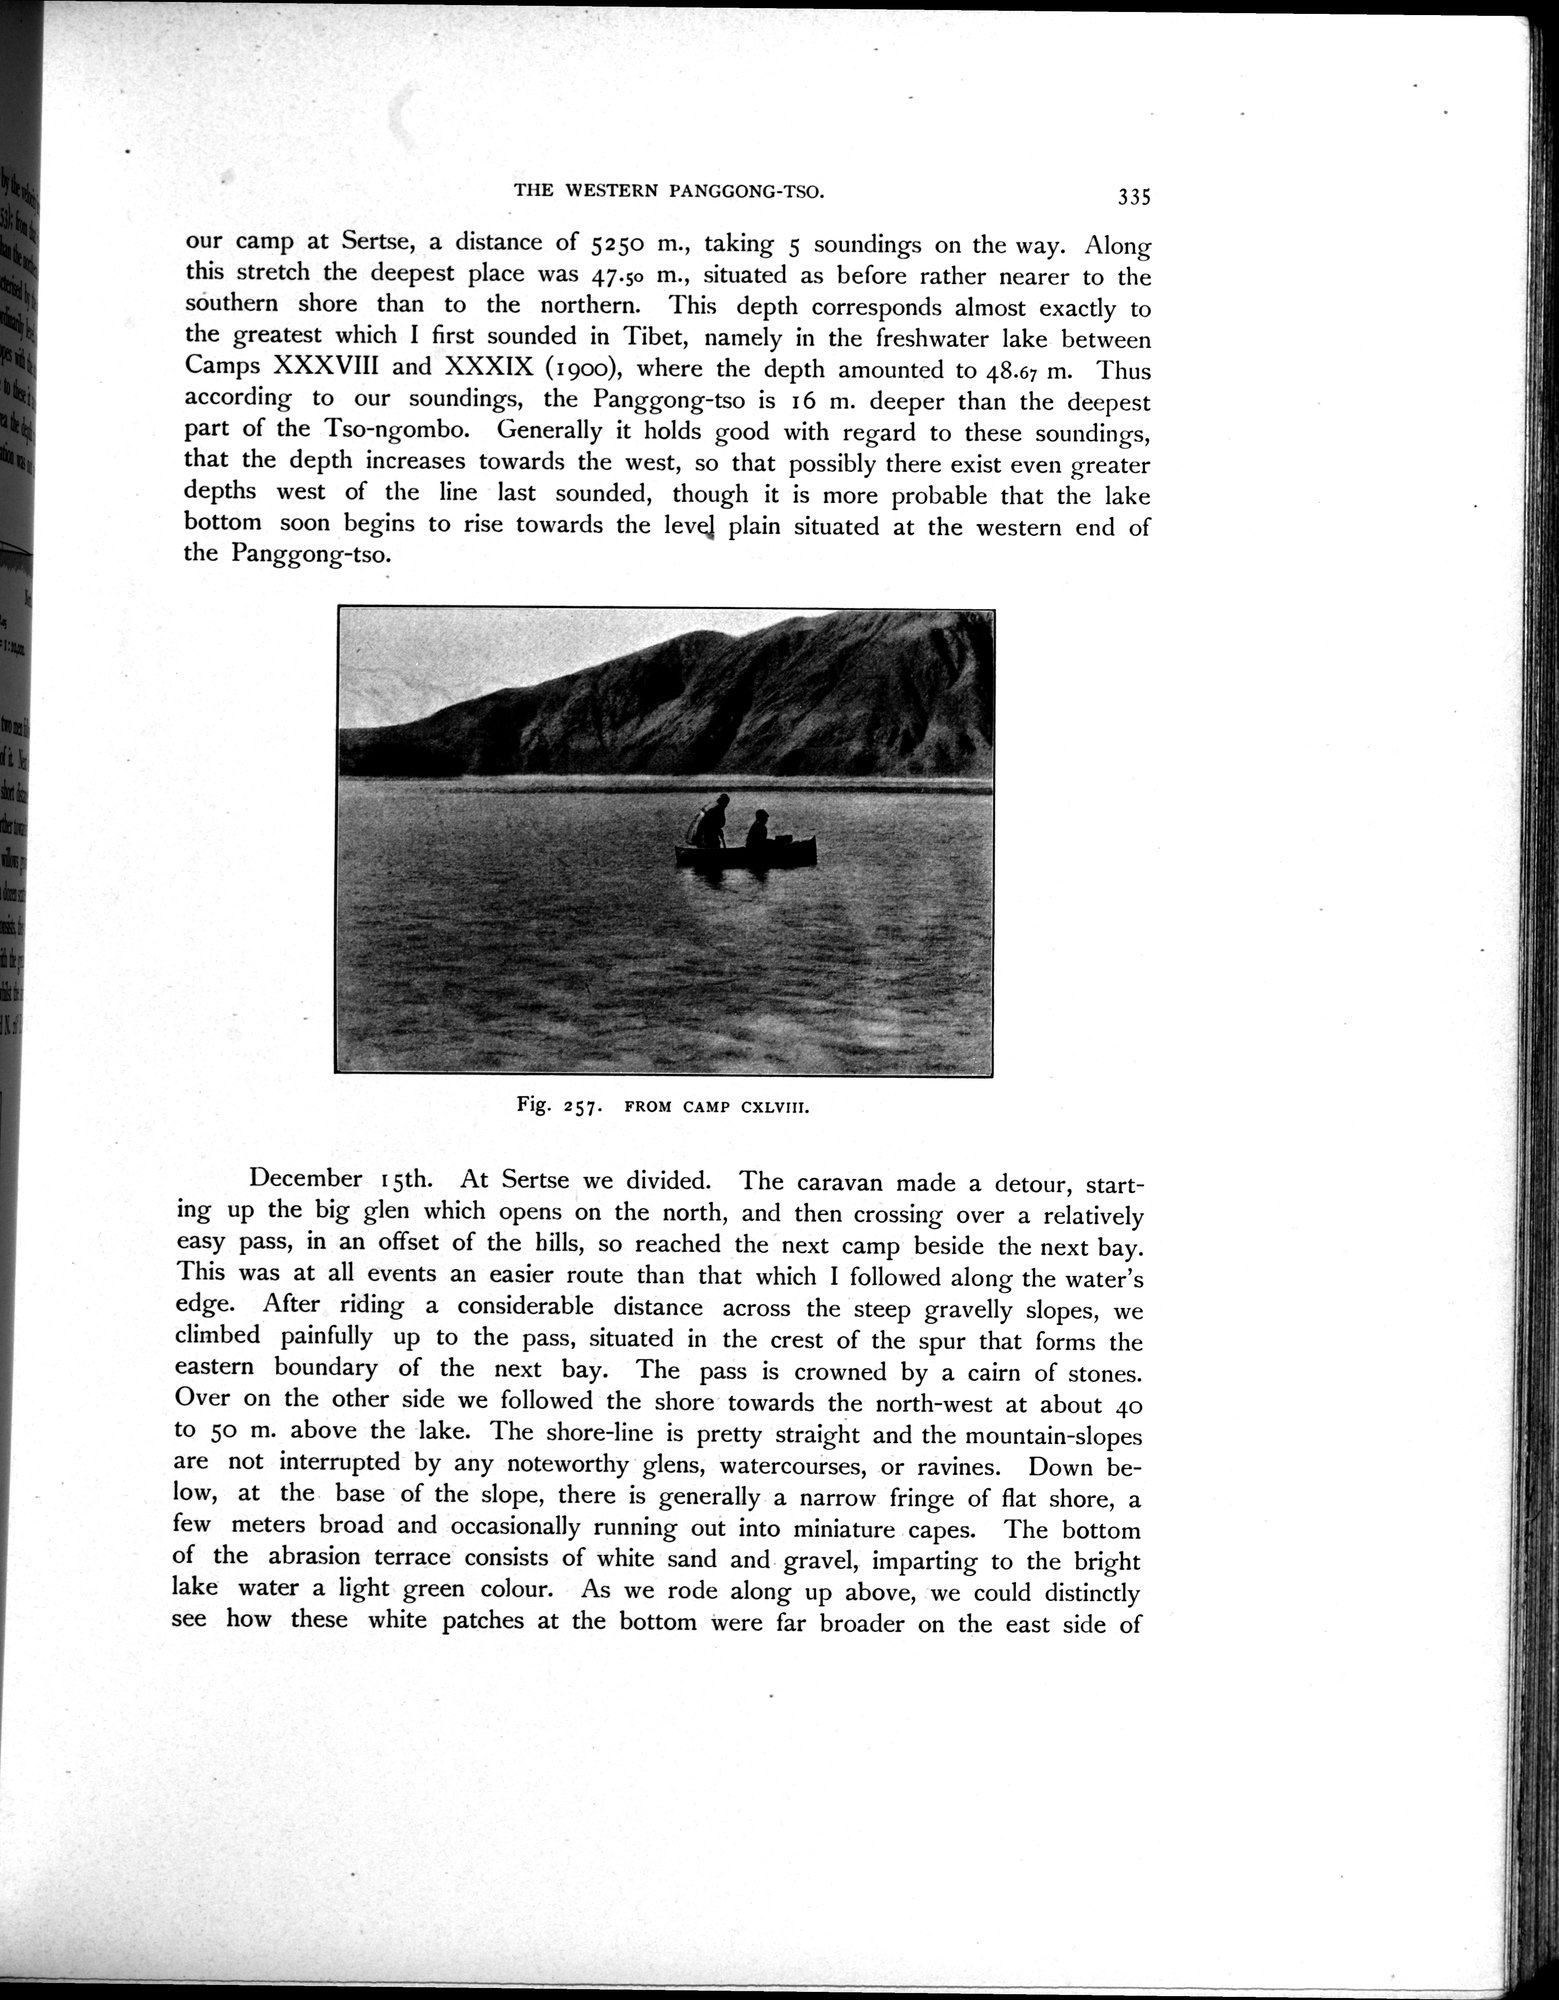 THE WESTERN PANGGONG-TSO. 335
our camp at Sertse, a distance of 5250 m., taking 5 soundings on the way. Along
this stretch the deepest place was 47.50 m., situated as before rather nearer to the
southern shore than to the northern. This depth corresponds almost exactly to
the greatest which I first sounded in Tibet, namely in the freshwater lake between
Camps XXXVIII and XXXIX (1900), where the depth amounted to 48.67 m. Thus
according to our soundings, the Panggong-tso is 16 m. deeper than the deepest
part of the Tso-ngombo. Generally it holds good with regard to these soundings,
that the depth increases towards the west, so that possibly there exist even greater
depths west of the line last sounded, though it is more probable that the lake
bottom soon begins to rise towards the level plain situated at the western end of
the Panggong-tso.
Fig. 257. FROM CAMP CXLVIII.
December 15th. At Sertse we divided. The caravan made a detour, start-
ing up the big glen which opens on the north, and then crossing over a relatively
easy pass, in an offset of the hills, so reached the next camp beside the next bay.
This was at all events an easier route than that which I followed along the water's
edge. After riding a considerable distance across the steep gravelly slopes, we
climbed painfully up to the pass, situated in the crest of the spur that forms the
eastern boundary of the next bay. The pass is crowned by a cairn of stones.
Over on the other side we followed the shore towards the north-west at about 40
to 50 m. above the lake. The shore-line is pretty straight and the mountain-slopes
are not interrupted by any noteworthy glens, watercourses, or ravines. Down be-
low, at the base of the slope, there is generally a narrow fringe of flat shore, a
few meters broad and occasionally running out into miniature capes. The bottom
of the abrasion terrace consists of white sand and gravel, imparting to the bright
lake water a light green colour. As we rode along up above, we could distinctly
see how these white patches at the bottom were far broader on the east side of